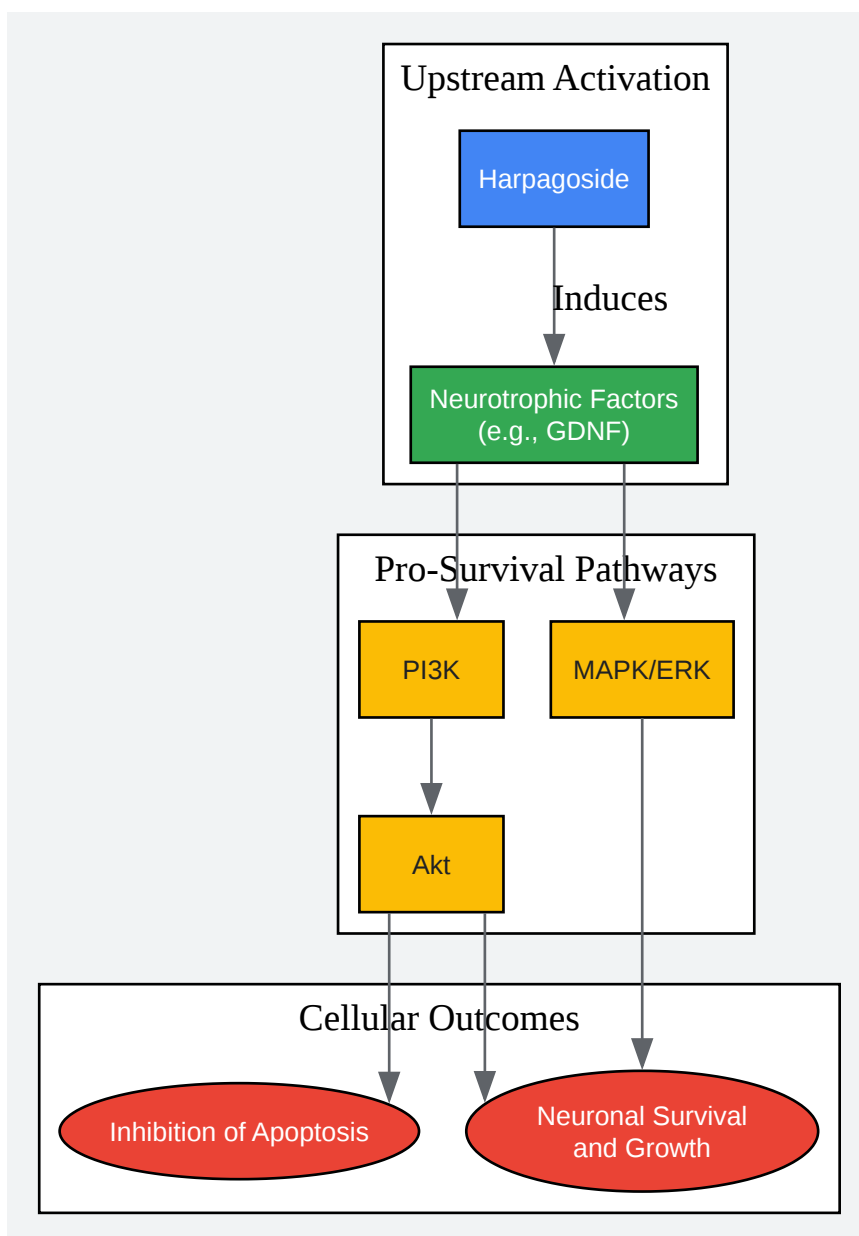 Upstream Activation
Harpagoside
Induces
Neurotrophic Factors
(e.g., GDNF)
Pro-Survival Pathways
PI3K
MAPK/ERK
Akt
Cellular Outcomes
Inhibition of Apoptosis
Neuronal Survival
and Growth